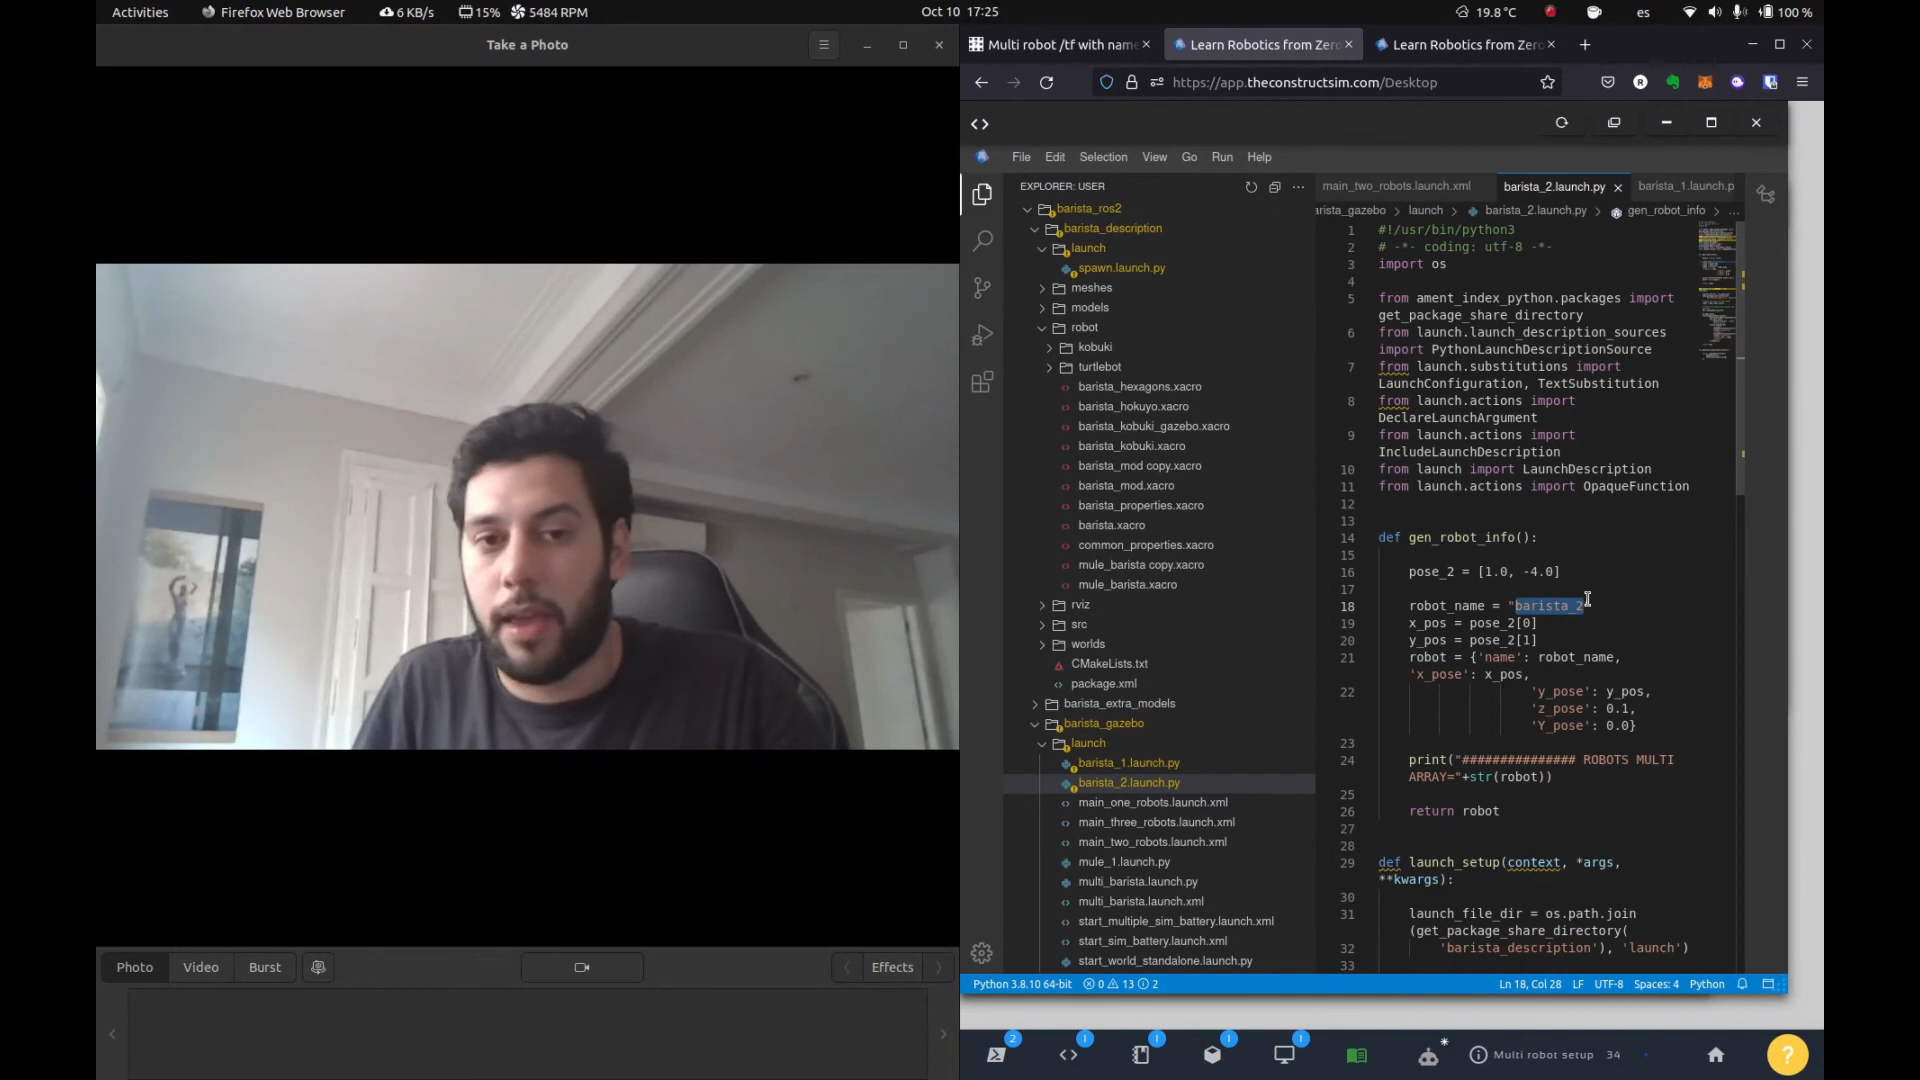 Activities
Firefox Web Browser
6 KB/s
15%
5484 RPM
Oct 10 17:25
19.8 °C
es
100 %
Take a Photo
Multi robot /tf with name
Learn Robotics from Zero
Learn Robotics from Zero
https://app.theconstructsim.com/Desktop
File Edit Selection View Go Run Help
EXPLORER: USER
barista_ros2
barista_description
launch
spawn.launch.py
meshes
models
robot
kobuki
turtlebot
barista_hexagons.xacro
barista_hokuyo.xacro
barista_kobuki_gazebo.xacro
barista_kobuki.xacro
barista_mod copy.xacro
barista_mod.xacro
barista_properties.xacro
barista.xacro
common_properties.xacro
mule_barista copy.xacro
mule_barista.xacro
rviz
src
worlds
CMakeLists.txt
package.xml
barista_extra_models
barista_gazebo
launch
barista_1.launch.py
barista_2.launch.py
main_one_robots.launch.xml
main_three_robots.launch.xml
main_two_robots.launch.xml
mule_1.launch.py
multi_barista.launch.py
multi_barista.launch.xml
start_multiple_sim_battery.launch.xml
start_sim_battery.launch.xml
start_world_standalone.launch.py
main_two_robots.launch.xml
barista_2.launch.py
barista_1.launch.p
arista_gazebo > launch > barista_2.launch.py > gen_robot_info > ...
1 #!/usr/bin/python3
2 # -*- coding: utf-8 -*-
3 import os
4
5 from ament_index_python.packages import
get_package_share_directory
6 from launch.launch_description_sources
import PythonLaunchDescriptionSource
7 from launch.substitutions import
LaunchConfiguration, TextSubstitution
8 from launch.actions import
DeclareLaunchArgument
9 from launch.actions import
IncludeLaunchDescription
10 from launch import LaunchDescription
11 from launch.actions import OpaqueFunction
12
13
14 def gen_robot_info():
15
16 pose_2 = [1.0, -4.0]
17
18 robot_name = "barista_2
19 x_pos = pose_2[0]
20 y_pos = pose_2[1]
21 robot = {'name': robot_name,
'x_pose': x_pos,
22 'y_pose': y_pos,
'z_pose': 0.1,
'Y_pose': 0.0}
23
24 print("############### ROBOTS MULTI
ARRAY="+str(robot))
25
26 return robot
27
28
29 def launch_setup(context, *args,
**kwargs):
30
31 launch_file_dir = os.path.join
(get_package_share_directory(
32 'barista_description'), 'launch')
33
Python 3.8.10 64-bit 0 13 2
Ln 18, Col 28 LF UTF-8 Spaces: 4 Python
Photo Video Burst
Effects
2 1 1 1 1
Multi robot setup 34
?